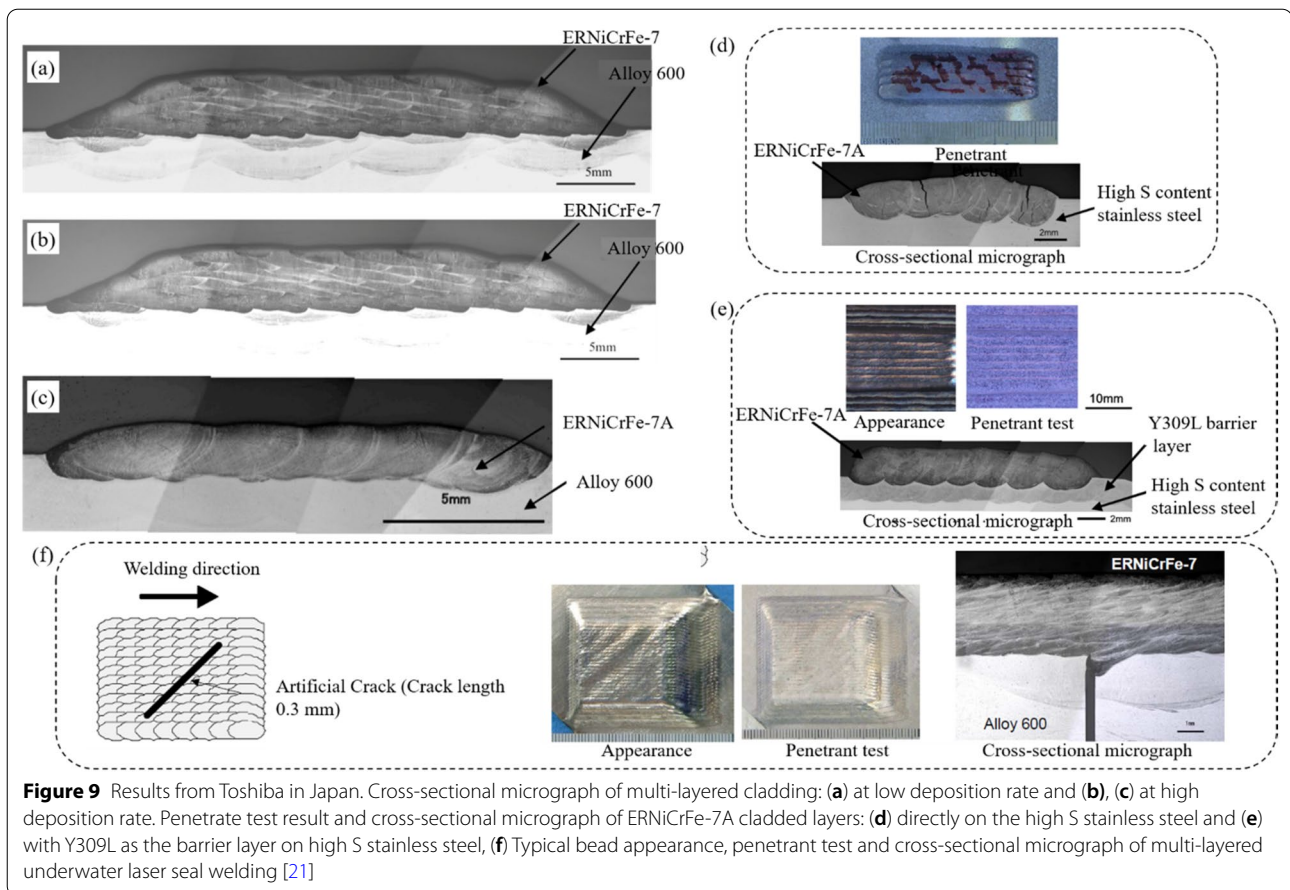 (a)
ERNiCrFe-7
Alloy 600
5mm
(b)
ERNiCrFe-7
Alloy 600
5mm
(c)
ERNiCrFe-7A
Alloy 600
5mm
(d)
Penetrant
Penetrant
ERNiCrFe-7A
High S content
stainless steel
2mm
Cross-sectional micrograph
(e)
10mm
Appearance
Penetrant test
ERNiCrFe-7A
Y309L barrier
layer
High S content
stainless steel
Cross-sectional micrograph
2mm
(f)
Welding direction
Artificial Crack (Crack length
0.3 mm)
Appearance
Penetrant test
ERNiCrFe-7
Alloy 600
1mm
Cross-sectional micrograph
Figure 9 Results from Toshiba in Japan. Cross-sectional micrograph of multi-layered cladding: (a) at low deposition rate and (b), (c) at high
deposition rate. Penetrate test result and cross-sectional micrograph of ERNiCrFe-7A cladded layers: (d) directly on the high S stainless steel and (e)
with Y309L as the barrier layer on high S stainless steel, (f) Typical bead appearance, penetrant test and cross-sectional micrograph of multi-layered
underwater laser seal welding [21]